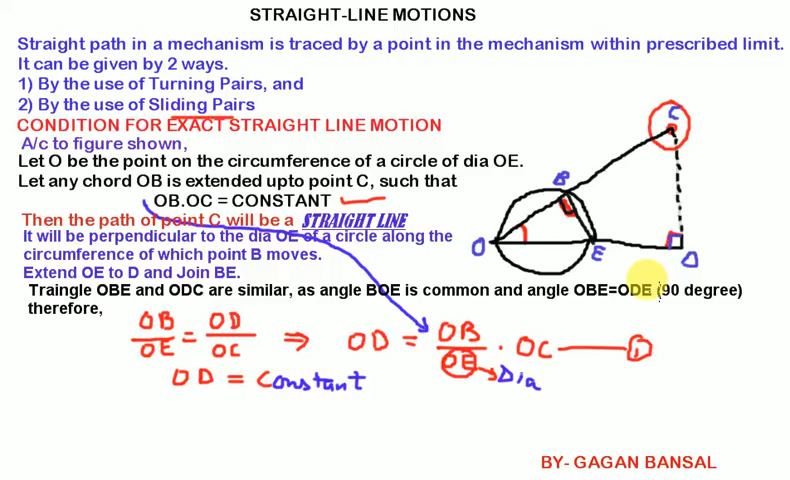 STRAIGHT-LINE MOTIONS
Straight path in a mechanism is traced by a point in the mechanism within prescribed limit.
It can be given by 2 ways.
1) By the use of Turning Pairs, and
2) By the use of Sliding Pairs
CONDITION FOR EXACT STRAIGHT LINE MOTION
A/c to figure shown,
Let O be the point on the circumference of a circle of dia OE.
Let any chord OB is extended upto point C, such that
OB.OC = CONSTANT
Then the path of point C will be a STRAIGHT LINE
It will be perpendicular to the dia OE of a circle along the
circumference of which point B moves.
Extend OE to D and Join BE.
C
B
O
E
D
Traingle OBE and ODC are similar, as angle BOE is common and angle OBE=ODE (90 degree)
therefore,
OB/OE = OD/OC ⇒ OD = OB/OE . OC — 1
OD = Constant
Dia
BY- GAGAN BANSAL